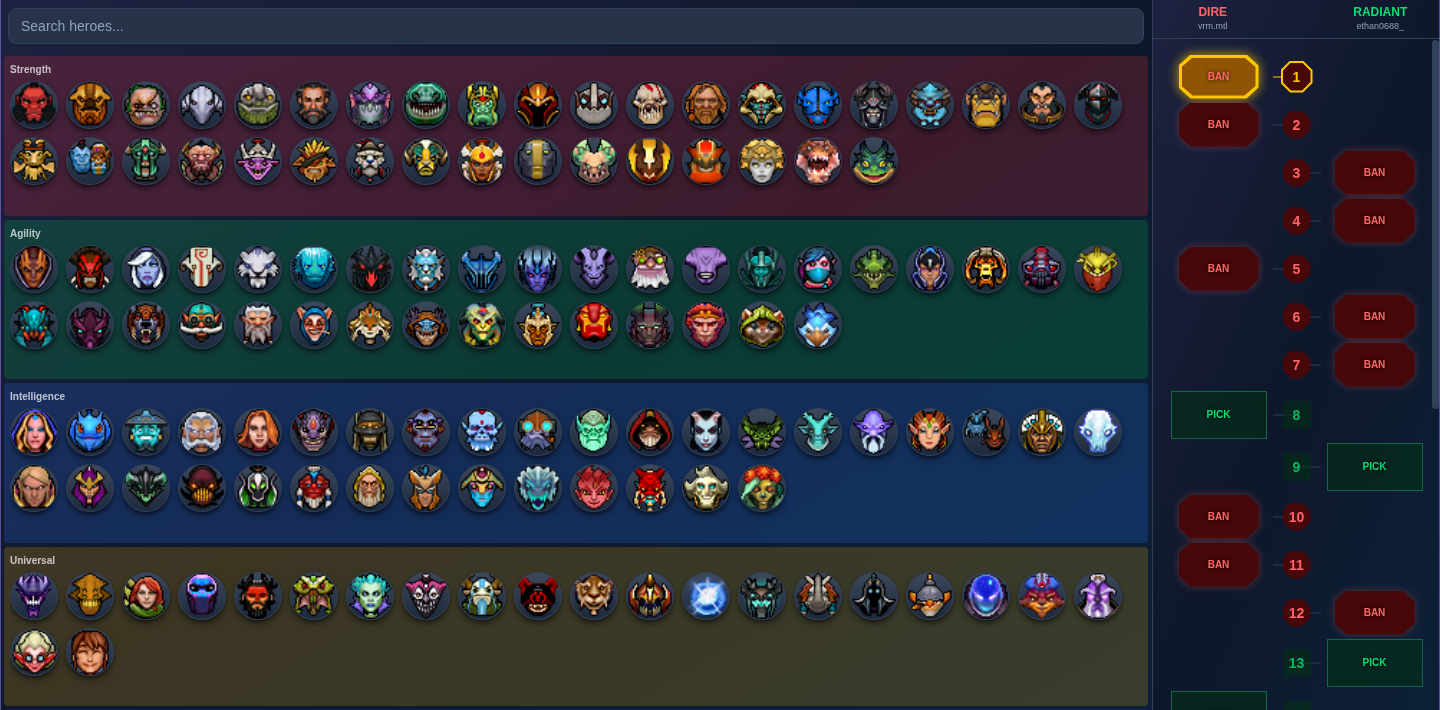 Search heroes...
Strength
Agility
Intelligence
Universal
DIRE
vrm.mtl
RADIANT
ethan0688_
BAN 1
BAN 2
3 BAN
4 BAN
BAN 5
6 BAN
7 BAN
PICK 8
9 PICK
BAN 10
BAN 11
12 BAN
13 PICK